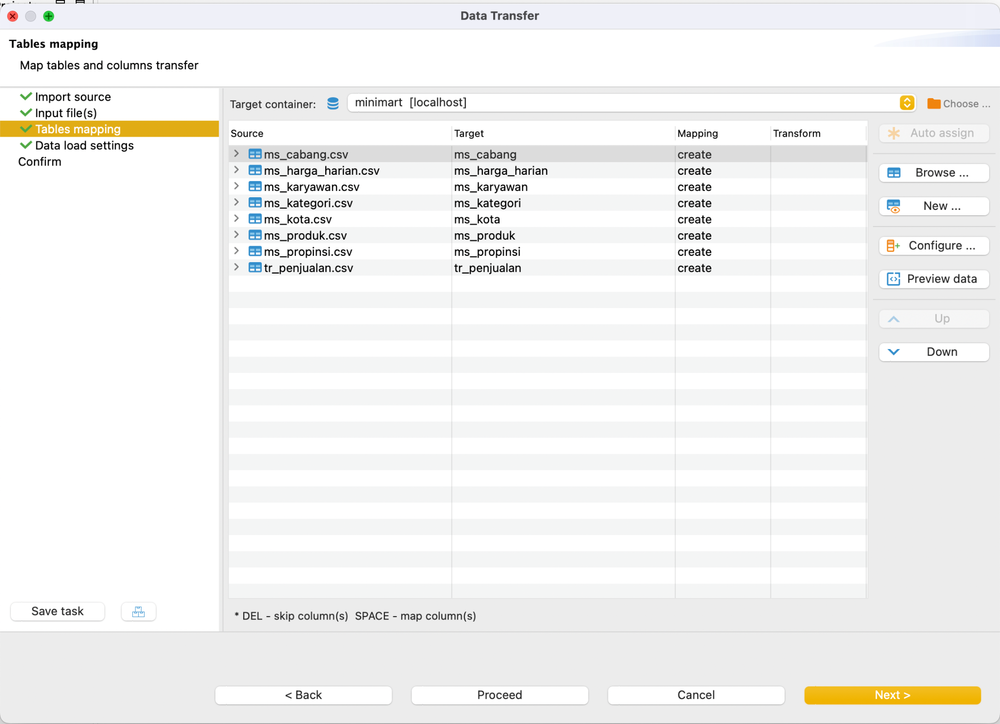 Data Transfer
Tables mapping
Map tables and columns transfer
Import source
Input file(s)
Tables mapping
Data load settings
Confirm
Target container: minimart [localhost] Choose ...
Source Target Mapping Transform
ms_cabang.csv ms_cabang create
ms_harga_harian.csv ms_harga_harian create
ms_karyawan.csv ms_karyawan create
ms_kategori.csv ms_kategori create
ms_kota.csv ms_kota create
ms_produk.csv ms_produk create
ms_propinsi.csv ms_propinsi create
tr_penjualan.csv tr_penjualan create
Auto assign
Browse ...
New ...
Configure ...
Preview data
Up
Down
Save task
* DEL - skip column(s) SPACE - map column(s)
< Back Proceed Cancel Next >